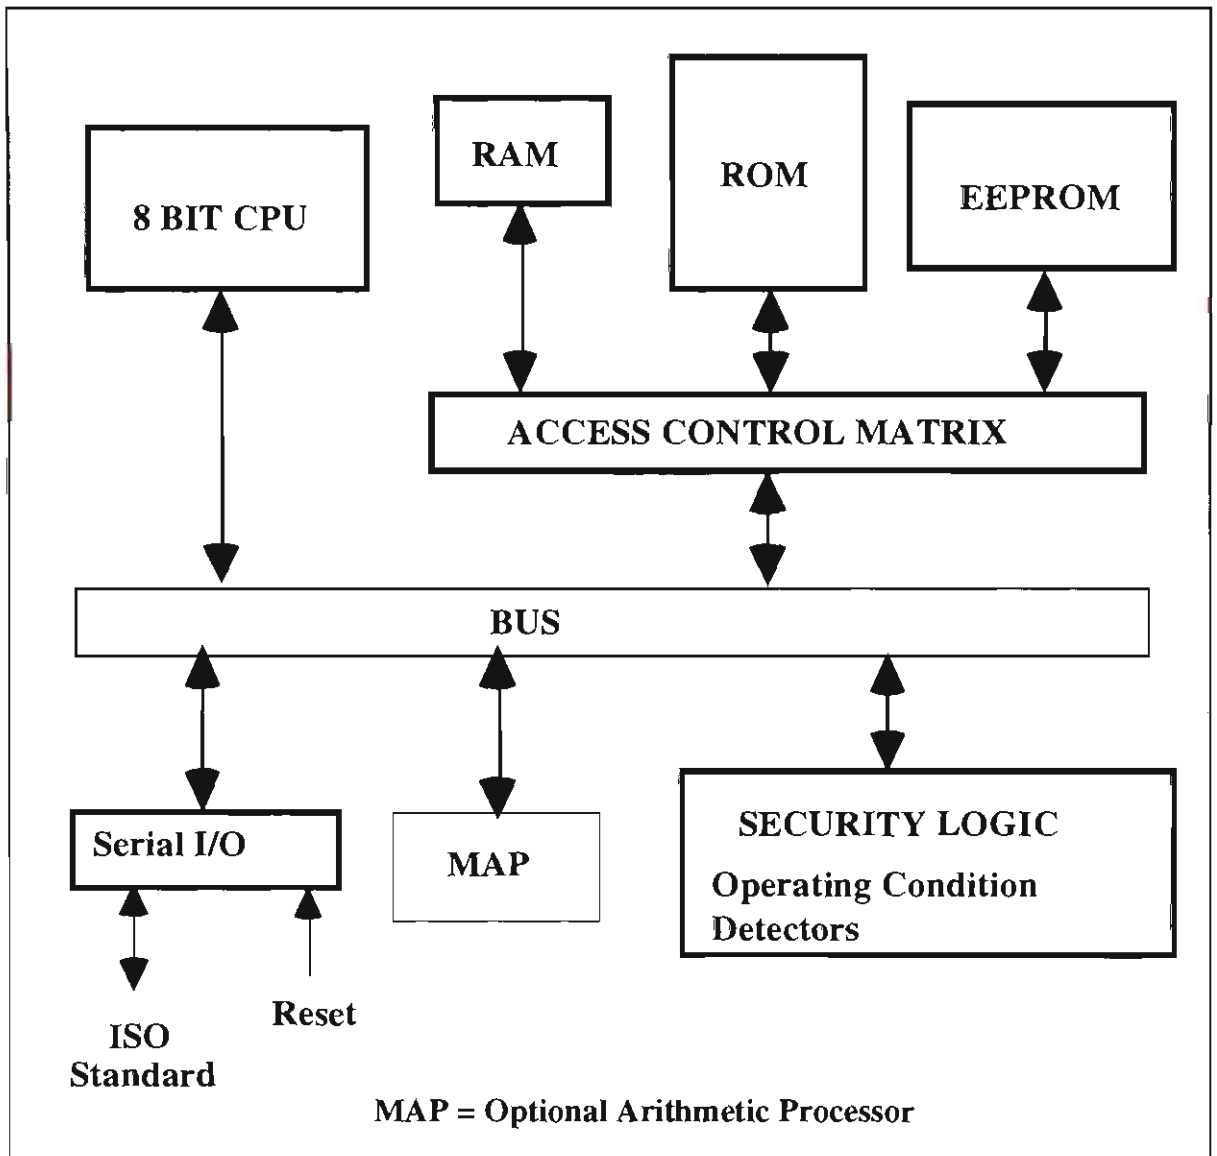 RAM
ROM
EEPROM
8 BIT CPU
ACCESS CONTROL MATRIX
BUS
Serial I/O
MAP
SECURITY LOGIC
Operating Condition
Detectors
Reset
ISO
Standard
MAP = Optional Arithmetic Processor